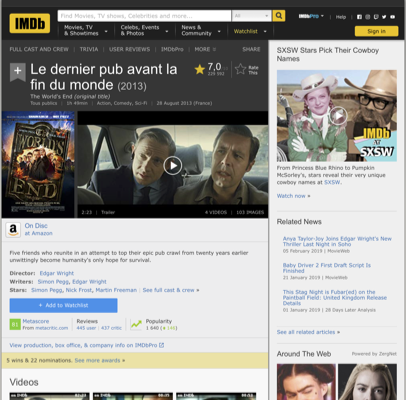 IMDb
Find Movies, TV shows, Celebrities and more...
All
IMDbPro
Help
Movies, TV
& Showtimes
Celebs, Events
& Photos
News &
Community
Watchlist
Sign in
FULL CAST AND CREW | TRIVIA | USER REVIEWS | IMDbPro | MORE
SHARE
Le dernier pub avant la
fin du monde (2013)
The World's End (original title)
Tous publics | 1h 49min | Action, Comedy, Sci-Fi | 28 August 2013 (France)
7,0
Rate
This
THE
WORLD'S
END
2:23 | Trailer
4 VIDEOS | 103 IMAGES
On Disc
at Amazon
Five friends who reunite in an attempt to top their epic pub crawl from twenty years earlier
unwittingly become humanity's only hope for survival.
Director: Edgar Wright
Writers: Simon Pegg, Edgar Wright
Stars: Simon Pegg, Nick Frost, Martin Freeman | See full cast & crew »
+ Add to Watchlist
81
Metascore
From metacritic.com
Reviews
445 user | 437 critic
Popularity
1 640
View production, box office, & company info on IMDbPro
5 wins & 22 nominations. See more awards »
Videos
SXSW Stars Pick Their Cowboy
Names
IMDb
AT
SXSW
From Princess Blue Rhino to Pumpkin
McSorley's, stars reveal their very
unique cowboy names at SXSW.
Watch now »
Related News
Anya Taylor-Joy Joins Edgar Wright's New
Thriller Last Night in Soho
05 February 2019 | MovieWeb
Baby Driver 2 First Draft Script Is
Finished
21 January 2019 | MovieWeb
This Stag Night is Fubar(ed) on the
Paintball Field: United Kingdom Release
Details
01 January 2019 | 28 Days Later Analysis
See all related articles »
Around The Web
Powered by ZergNet